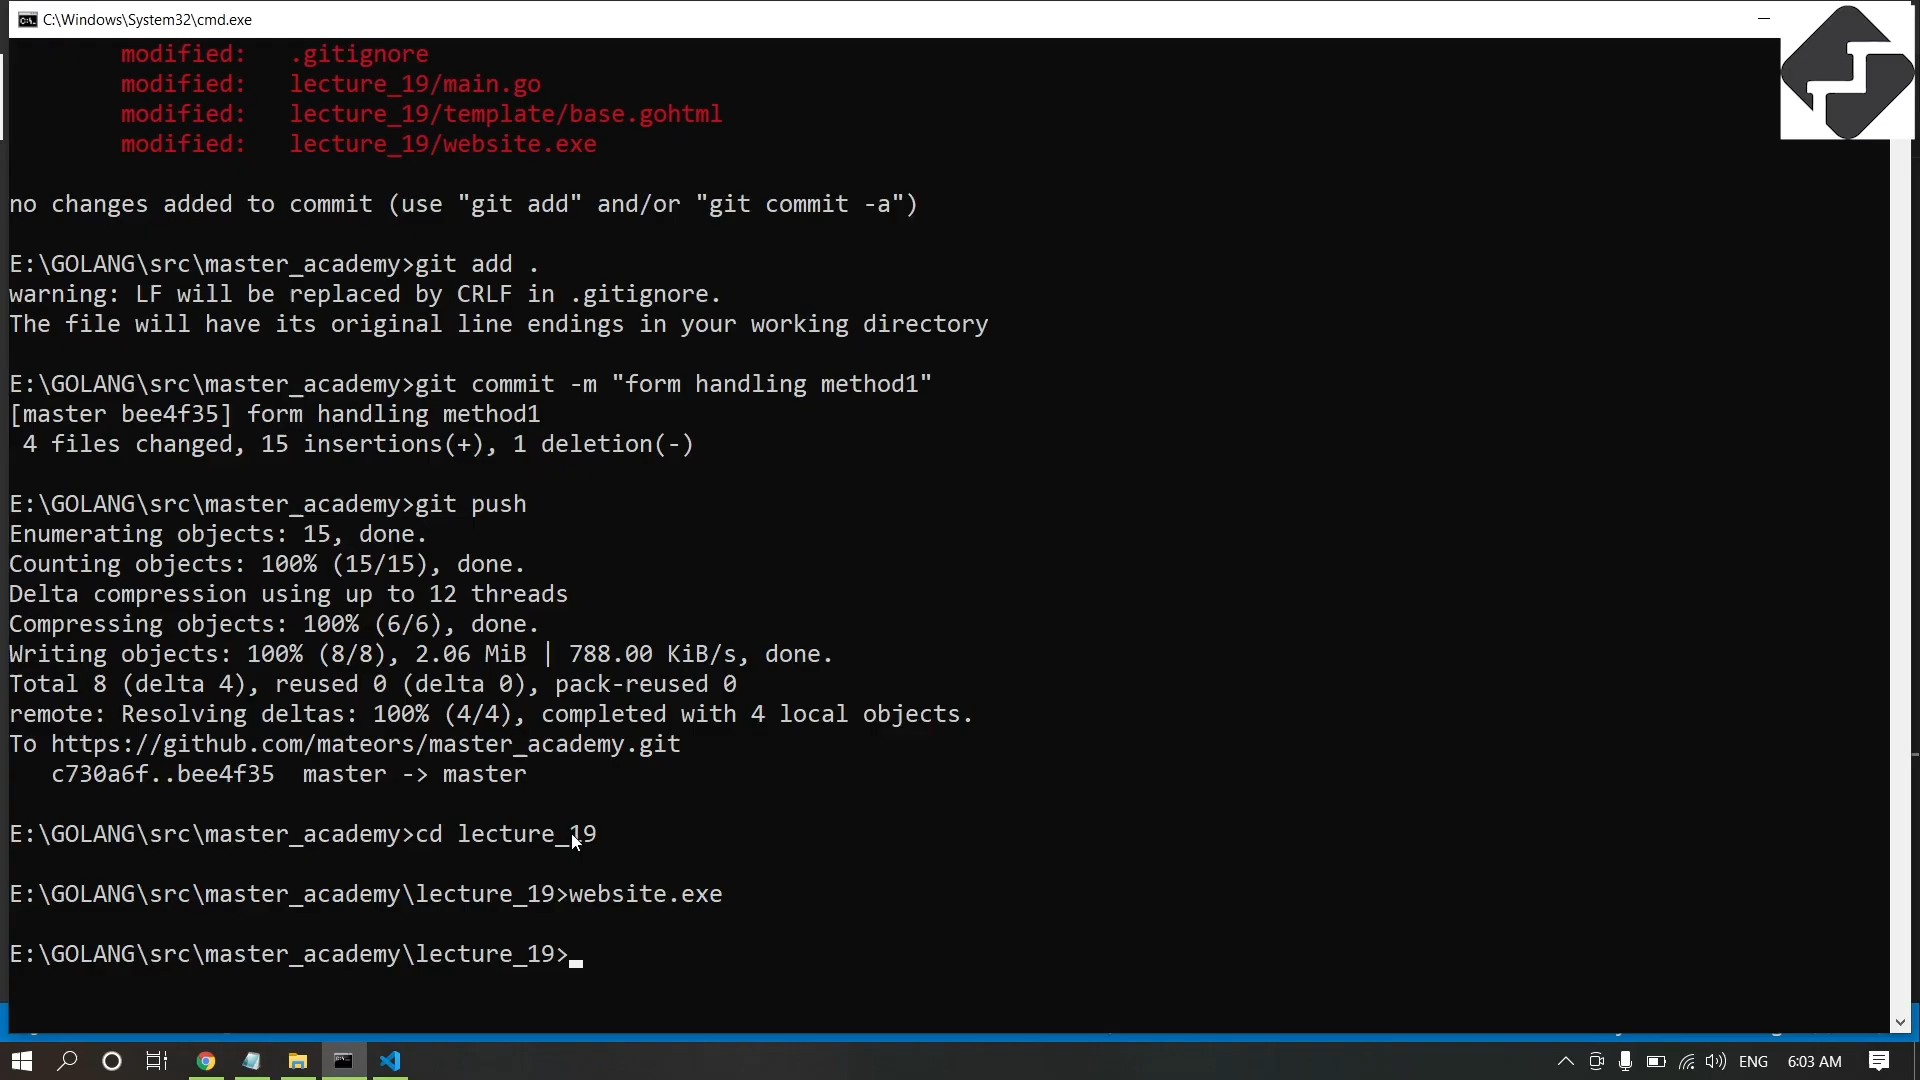 C:\Windows\System32\cmd.exe
modified:   .gitignore
modified:   lecture_19/main.go
modified:   lecture_19/template/base.gohtml
modified:   lecture_19/website.exe
no changes added to commit (use "git add" and/or "git commit -a")
E:\GOLANG\src\master_academy>git add .
warning: LF will be replaced by CRLF in .gitignore.
The file will have its original line endings in your working directory
E:\GOLANG\src\master_academy>git commit -m "form handling method1"
[master bee4f35] form handling method1
 4 files changed, 15 insertions(+), 1 deletion(-)
E:\GOLANG\src\master_academy>git push
Enumerating objects: 15, done.
Counting objects: 100% (15/15), done.
Delta compression using up to 12 threads
Compressing objects: 100% (6/6), done.
Writing objects: 100% (8/8), 2.06 MiB | 788.00 KiB/s, done.
Total 8 (delta 4), reused 0 (delta 0), pack-reused 0
remote: Resolving deltas: 100% (4/4), completed with 4 local objects.
To https://github.com/mateors/master_academy.git
   c730a6f..bee4f35  master -> master
E:\GOLANG\src\master_academy>cd lecture_19
E:\GOLANG\src\master_academy\lecture_19>website.exe
E:\GOLANG\src\master_academy\lecture_19>
ENG
6:03 AM